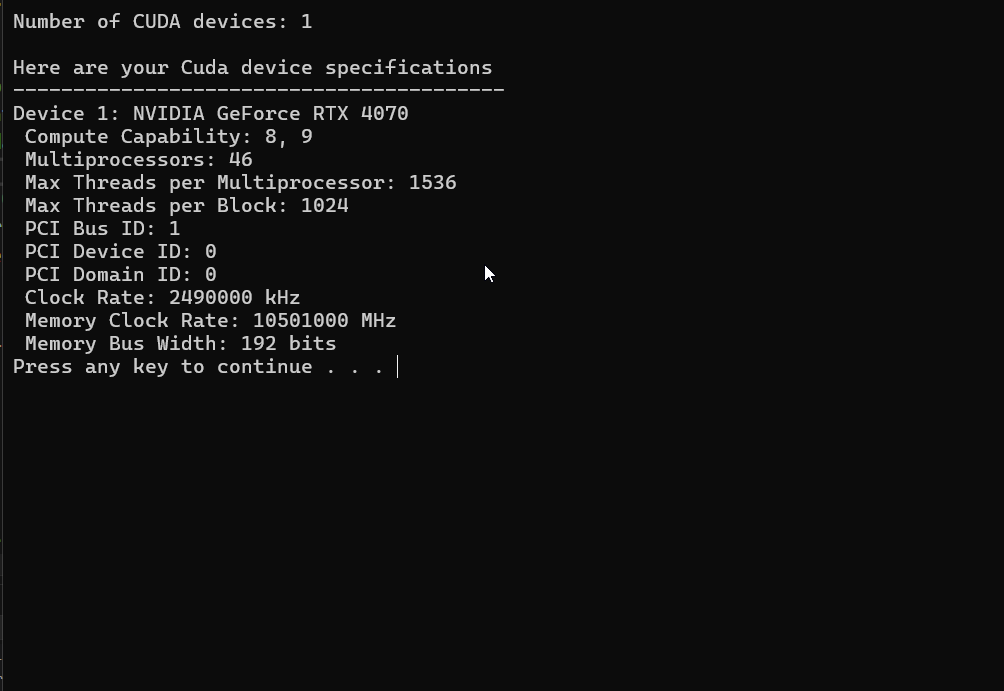 Number of CUDA devices: 1
Here are your Cuda device specifications
-----------------------------------------
Device 1: NVIDIA GeForce RTX 4070
Compute Capability: 8, 9
Multiprocessors: 46
Max Threads per Multiprocessor: 1536
Max Threads per Block: 1024
PCI Bus ID: 1
PCI Device ID: 0
PCI Domain ID: 0
Clock Rate: 2490000 kHz
Memory Clock Rate: 10501000 MHz
Memory Bus Width: 192 bits
Press any key to continue . . .